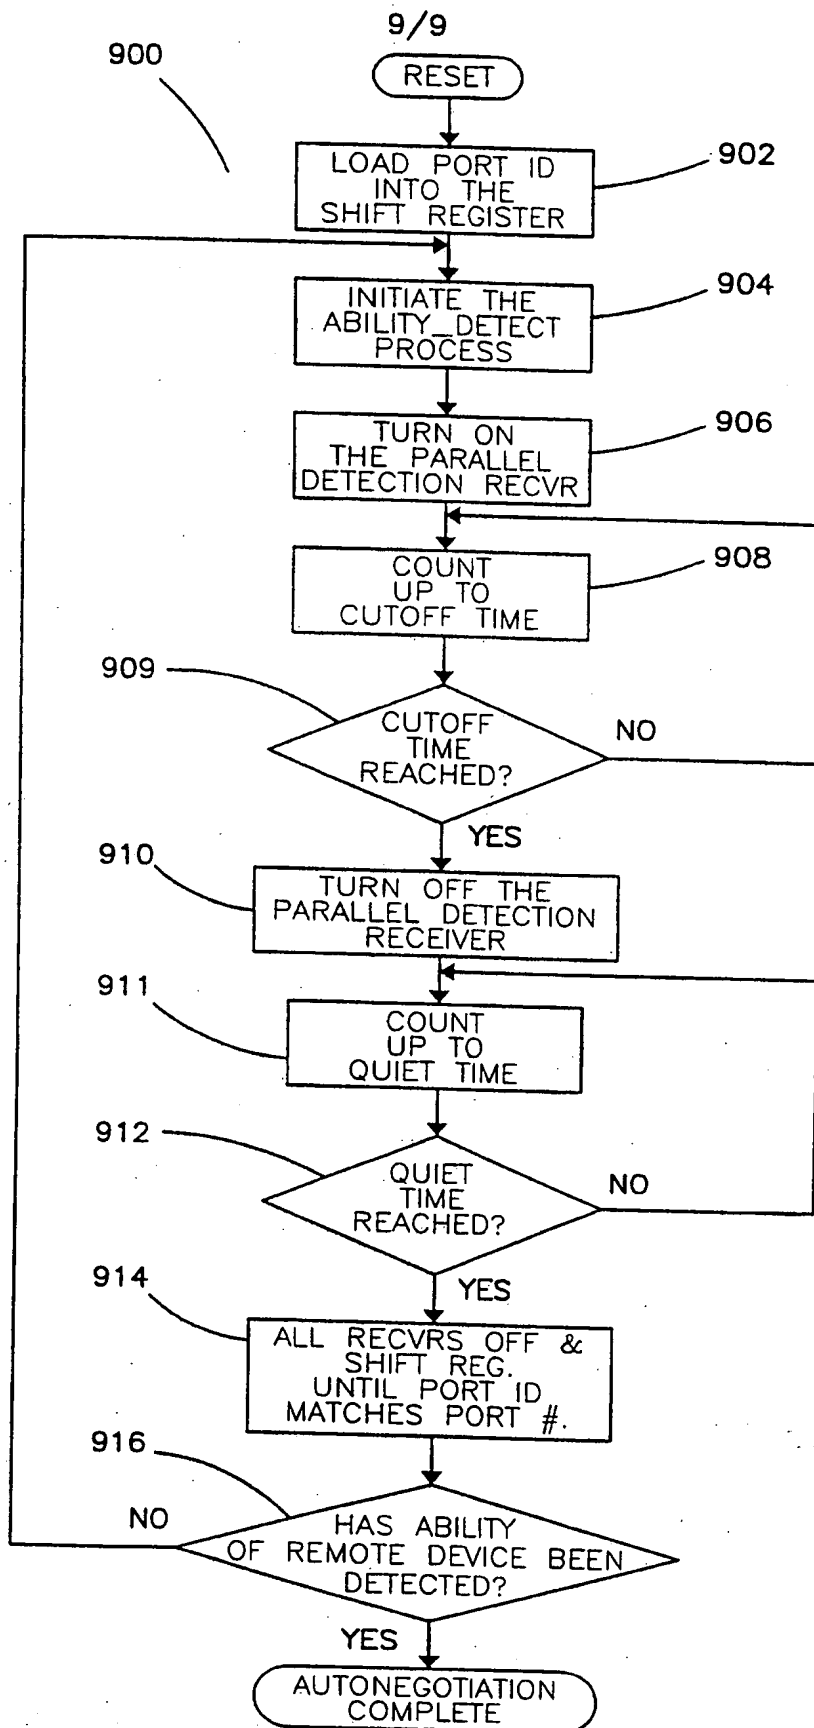 9/9
900
RESET
LOAD PORT ID
INTO THE
SHIFT REGISTER
902
INITIATE THE
ABILITY_DETECT
PROCESS
904
TURN ON
THE PARALLEL
DETECTION RECVR
906
COUNT
UP TO
CUTOFF TIME
908
909
CUTOFF
TIME
REACHED?
NO
YES
910
TURN OFF THE
PARALLEL DETECTION
RECEIVER
911
COUNT
UP TO
QUIET TIME
912
QUIET
TIME
REACHED?
NO
YES
914
ALL RECVRS OFF &
SHIFT REG.
UNTIL PORT ID
MATCHES PORT #.
916
NO
HAS ABILITY
OF REMOTE DEVICE BEEN
DETECTED?
YES
AUTONEGOTIATION
COMPLETE